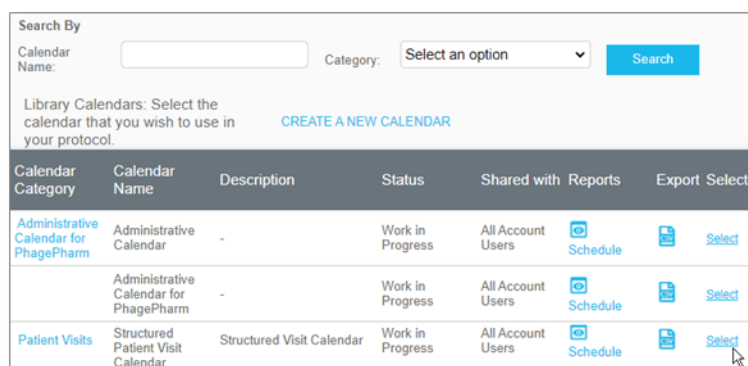 Search By
Calendar Name:
Category: Select an option Search
Library Calendars: Select the
calendar that you wish to use in
your protocol.
CREATE A NEW CALENDAR
Calendar Category Calendar Name Description Status Shared with Reports Export Select
Administrative Calendar for PhagePharm Administrative Calendar - Work in Progress All Account Users Schedule Select
Administrative Calendar for PhagePharm - Work in Progress All Account Users Schedule Select
Patient Visits Structured Patient Visit Calendar Structured Visit Calendar Work in Progress All Account Users Schedule Select